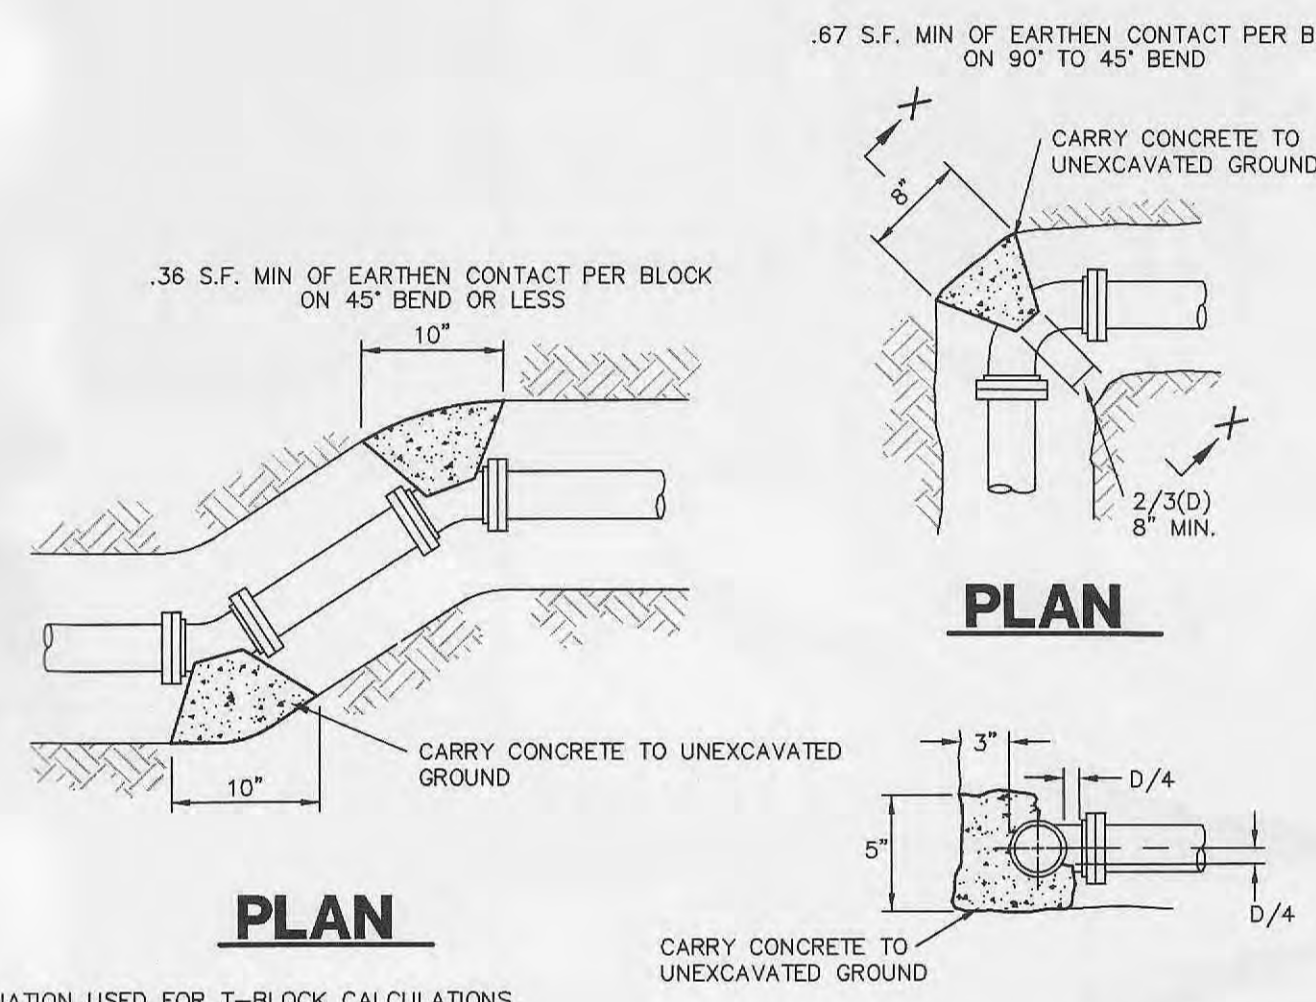 .67 S.F. MIN OF EARTHEN CONTACT PER
ON 90° TO 45° BEND
X
CARRY CONCRETE TO
UNEXCAVATED GROUND
8"
.36 S.F. MIN OF EARTHEN CONTACT PER BLOCK
ON 45° BEND OR LESS
10"
X
2/3(D)
8" MIN.
PLAN
CARRY CONCRETE TO UNEXCAVATED
GROUND
10"
3"
D/4
5"
D/4
PLAN
CARRY CONCRETE TO
UNEXCAVATED GROUND
USED FOR T-BLOCK CALCULATIONS